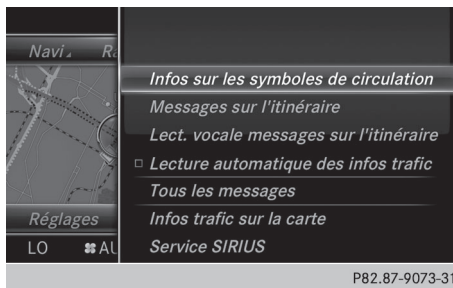 Navi
Infos sur les symboles de circulation
Messages sur l'itinéraire
Lect. vocale messages sur l'itinéraire
Lecture automatique des infos trafic
Tous les messages
Réglages
Infos trafic sur la carte
LO
Service SIRIUS
P82.87-9073-31